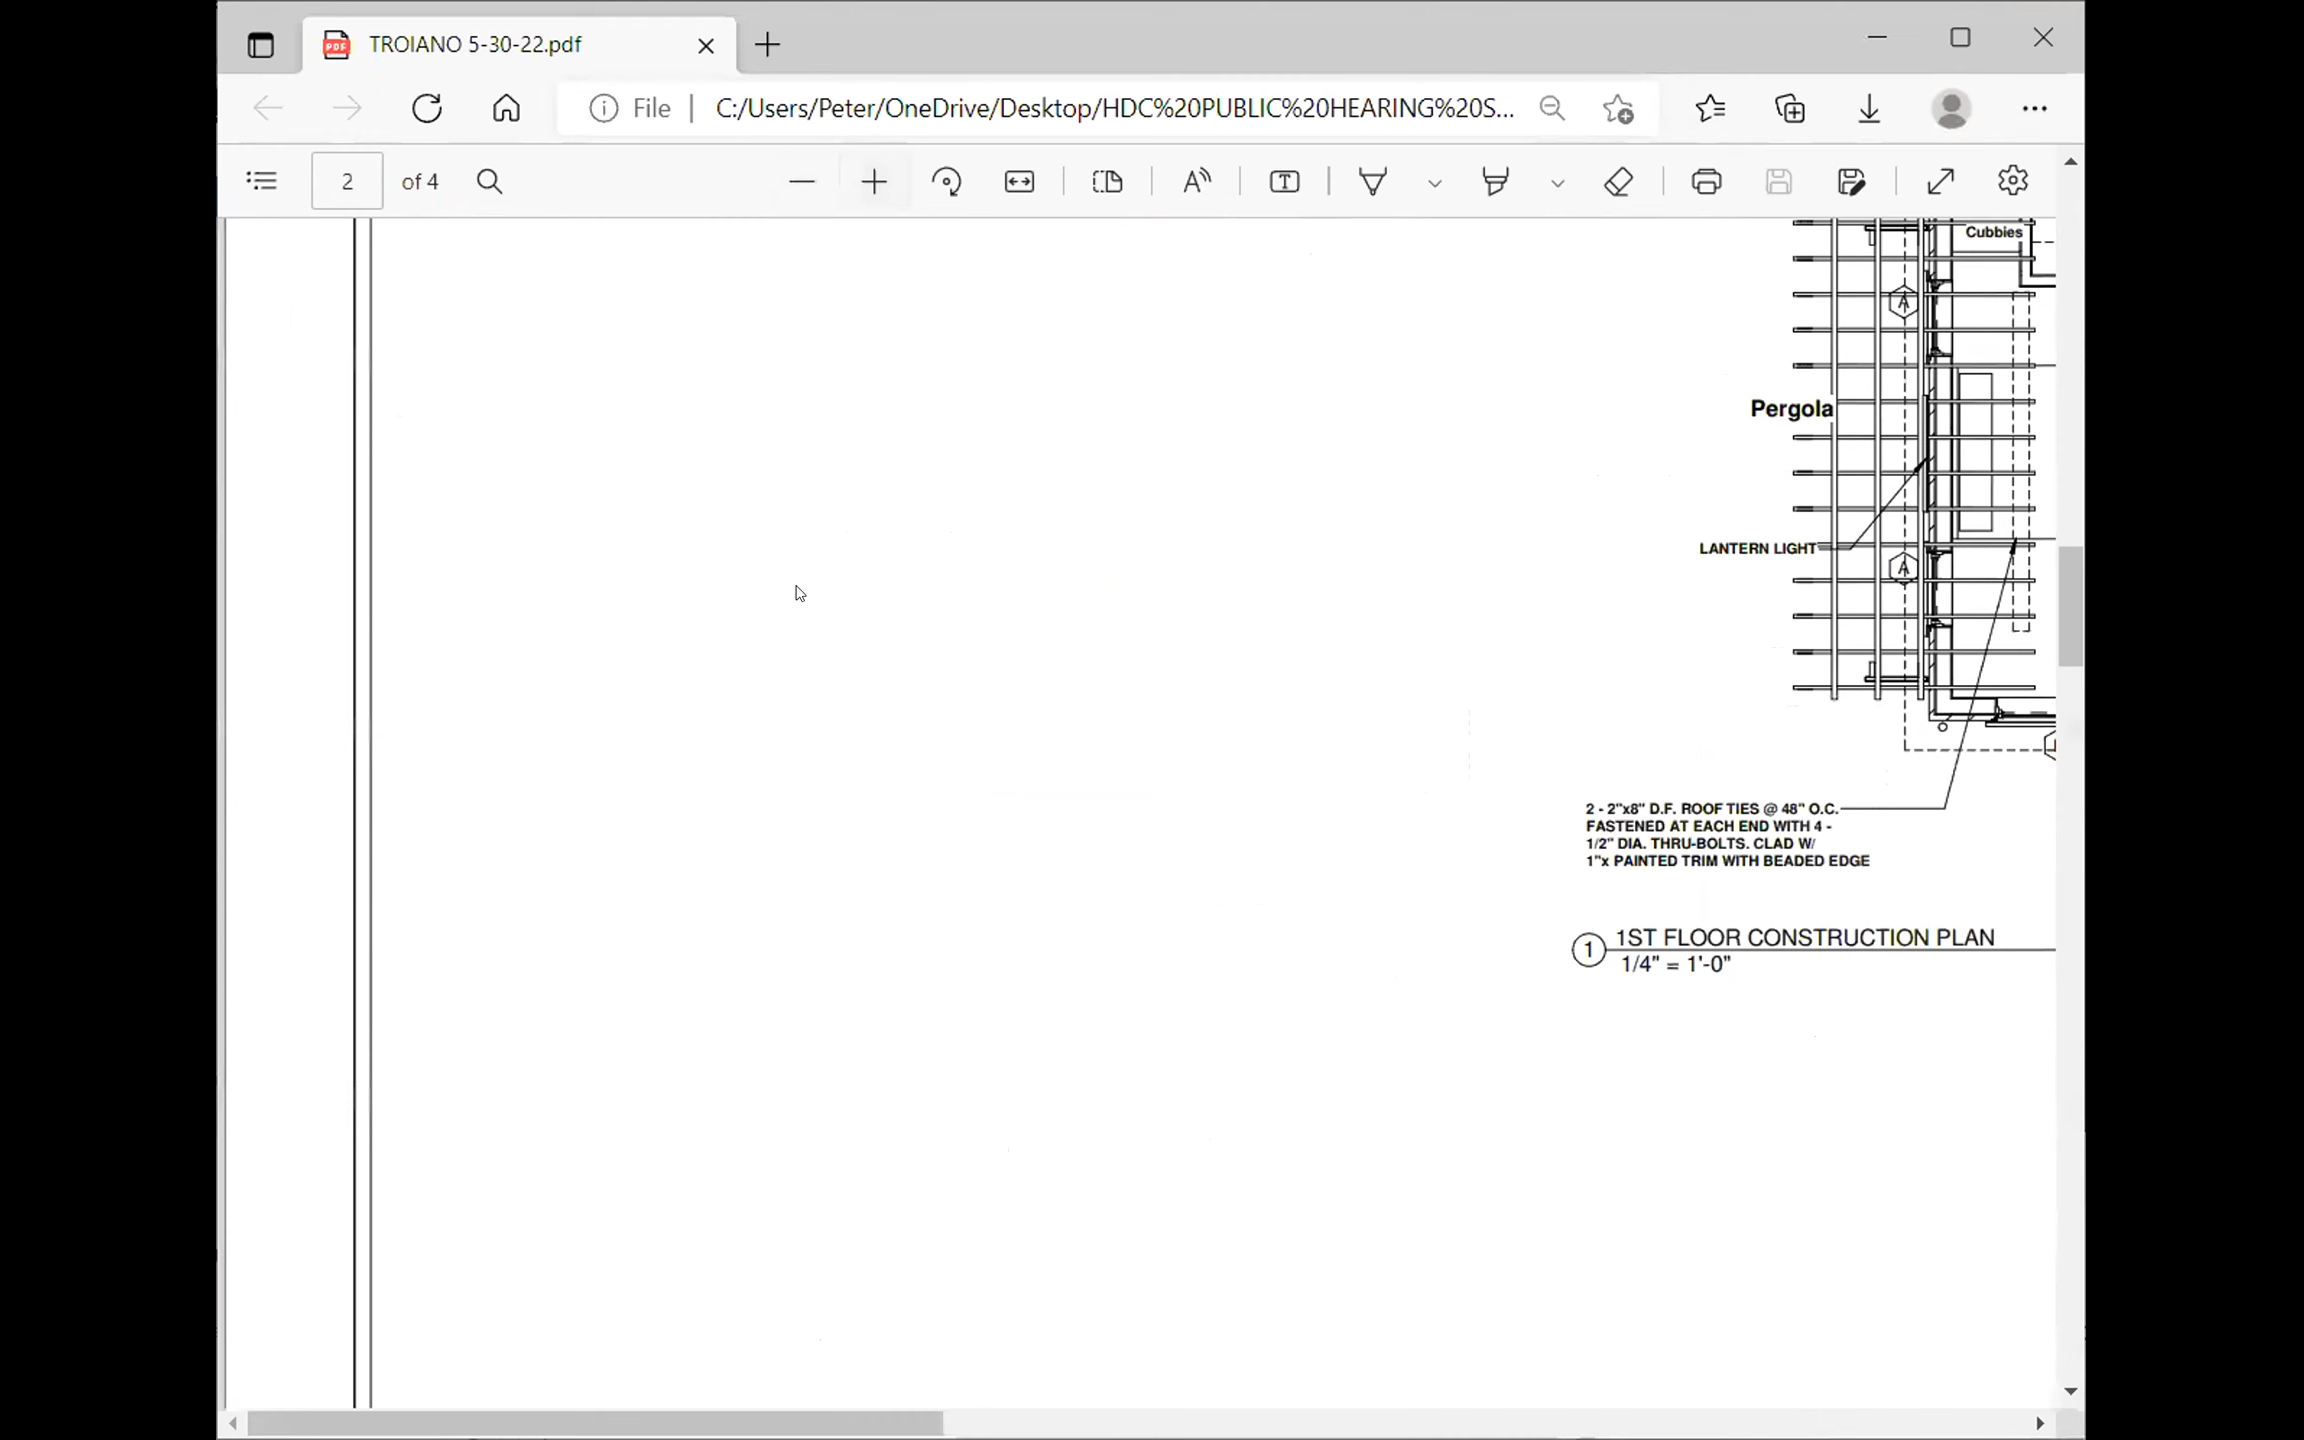 TROIANO 5-30-22.pdf
File
C:/Users/Peter/OneDrive/Desktop/HDC%20PUBLIC%20HEARING%20S...
2
of 4
Cubbies
A
Pergola
LANTERN LIGHT
A
2 - 2"x8" D.F. ROOF TIES @ 48" O.C.
FASTENED AT EACH END WITH 4 -
1/2" DIA. THRU-BOLTS. CLAD W/
1"x PAINTED TRIM WITH BEADED EDGE
1
1ST FLOOR CONSTRUCTION PLAN
1/4" = 1'-0"